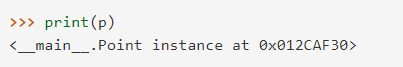 >>> print(p)
<__main__.Point instance at 0x012CAF30>